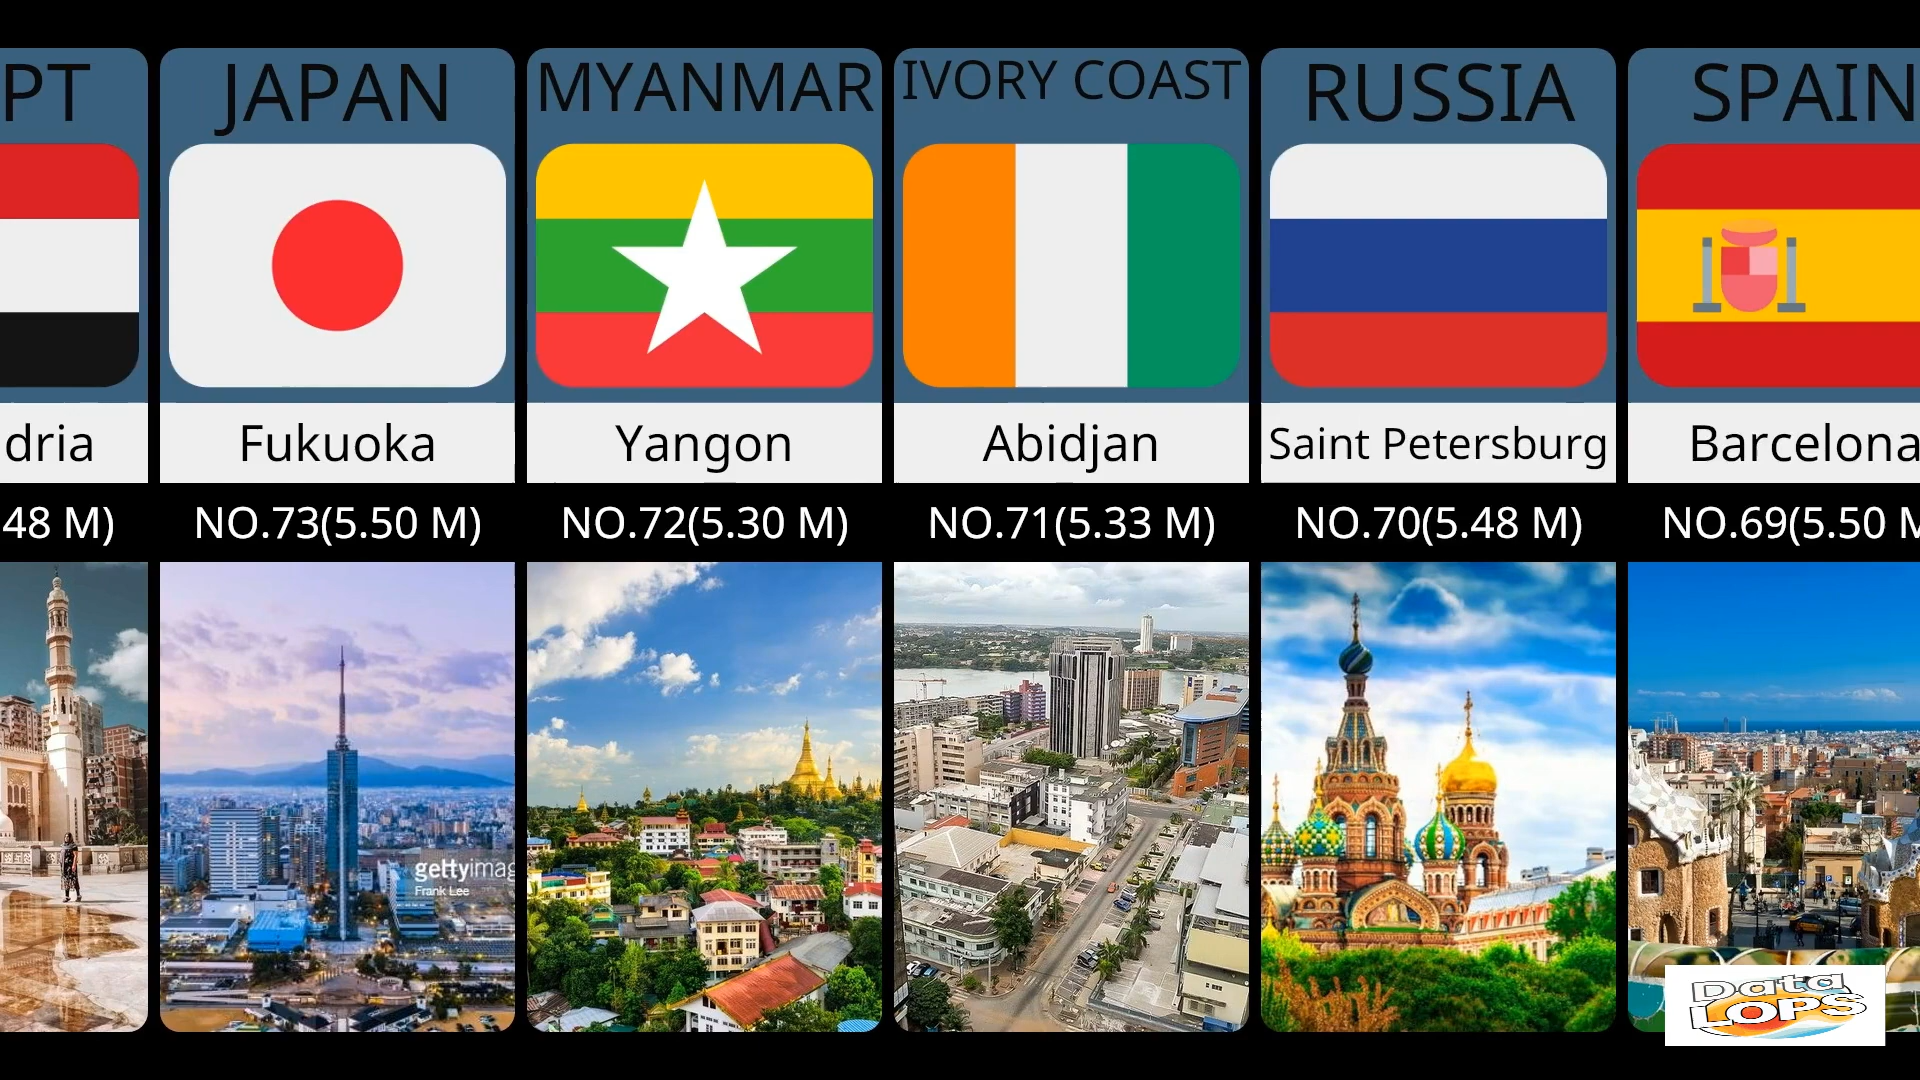 PT
JAPAN
MYANMAR
IVORY COAST
RUSSIA
SPAIN
dria
Fukuoka
Yangon
Abidjan
Saint Petersburg
Barcelona
48 M)
NO.73(5.50 M)
NO.72(5.30 M)
NO.71(5.33 M)
NO.70(5.48 M)
NO.69(5.50 M
gettyimag
Frank Lee
Data
LOPS